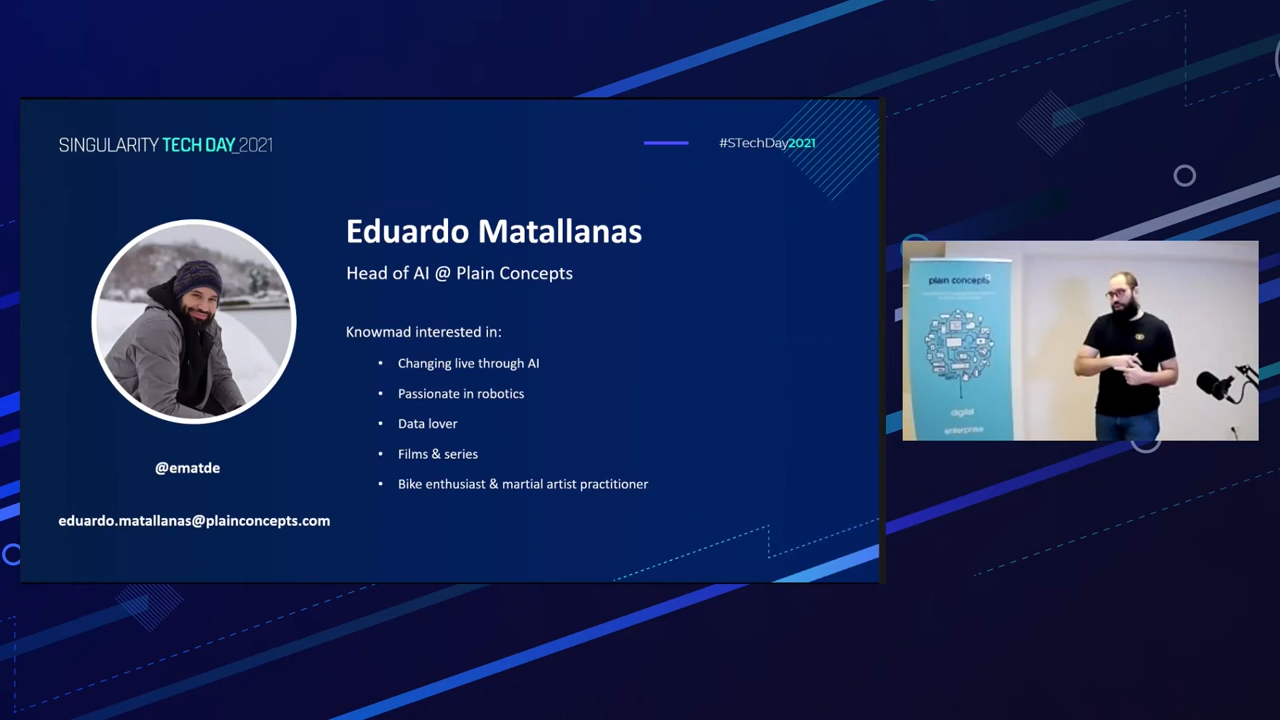 SINGULARITY TECH DAY_2021
#STechDay2021
Eduardo Matallanas
Head of AI @ Plain Concepts
Knowmad interested in:
• Changing live through AI
• Passionate in robotics
• Data lover
• Films & series
• Bike enthusiast & martial artist practitioner
@ematde
eduardo.matallanas@plainconcepts.com
plain concepts
digital
enterprise